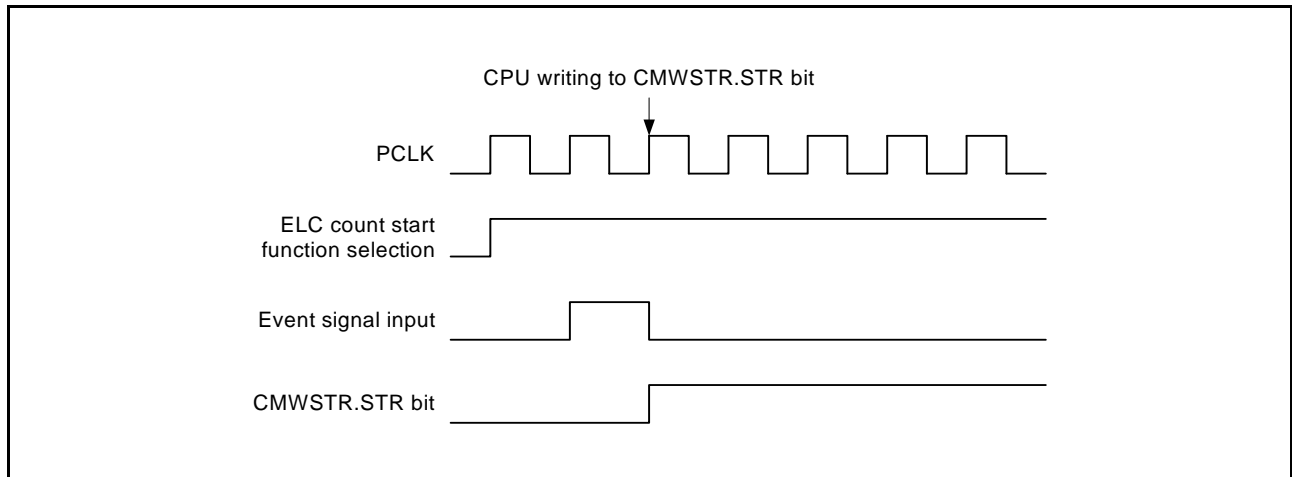 CPU writing to CMWSTR.STR bit
PCLK
ELC count start
function selection
Event signal input
CMWSTR.STR bit